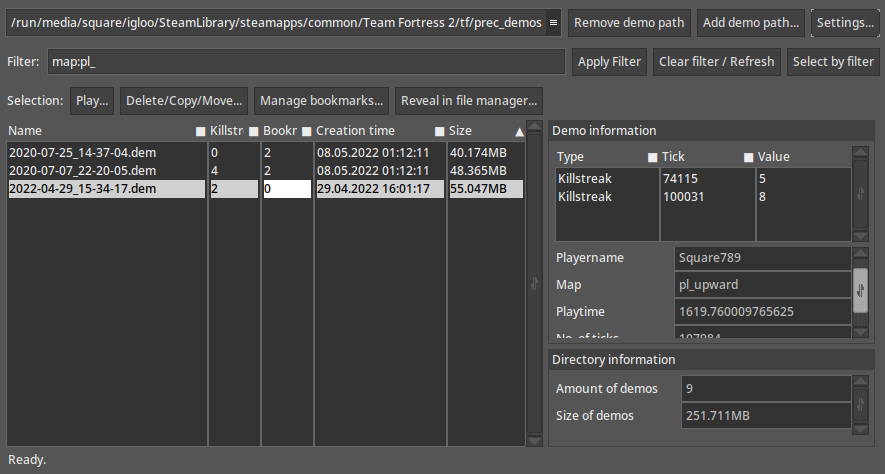 /run/media/square/igloo/SteamLibrary/steamapps/common/Team Fortress 2/tf/prec_demos Remove demo path Add demo path... Settings...
Filter: map:pl_ Apply Filter Clear filter / Refresh Select by filter
Selection: Play... Delete/Copy/Move... Manage bookmarks... Reveal in file manager...
Name Killstr Bookr Creation time Size
2020-07-25_14-37-04.dem 0 2 08.05.2022 01:12:11 40.174MB
2020-07-07_22-20-05.dem 4 2 08.05.2022 01:12:11 48.365MB
2022-04-29_15-34-17.dem 2 0 29.04.2022 16:01:17 55.047MB
Demo information
Type Tick Value
Killstreak 74115 5
Killstreak 100031 8
Playername Square789
Map pl_upward
Playtime 1619.760009765625
No. of ticks 107984
Directory information
Amount of demos 9
Size of demos 251.711MB
Ready.